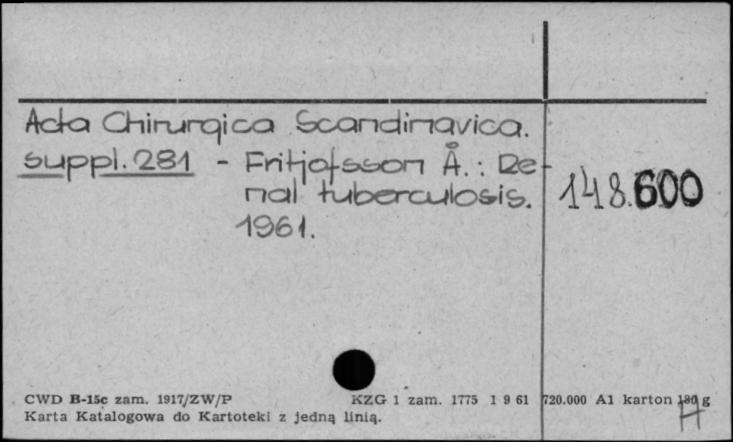 Acta Chirurgica Scandinavica.
suppl. 281 - Fritjofsson Å.: Re-
nal tuberculosis.
1961.
148.600
CWD B-15c zam. 1917/ZW/P KZG 1 zam. 1775 1 9 61 720.000 A1 karton 180 g
Karta Katalogowa do Kartoteki z jedną linią.
H